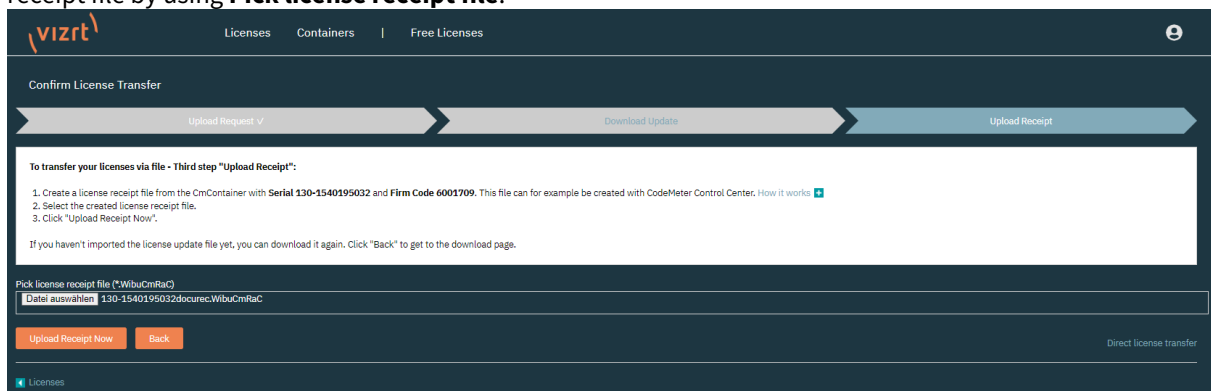 receipt file by using Pick license receipt file.
vizrt
Licenses Containers | Free Licenses
Confirm License Transfer
Upload Request √ Download Update Upload Receipt
To transfer your licenses via file - Third step "Upload Receipt":
1. Create a license receipt file from the CmContainer with Serial 130-1540195032 and Firm Code 6001709. This file can for example be created with CodeMeter Control Center. How it works
2. Select the created license receipt file.
3. Click "Upload Receipt Now".
If you haven't imported the license update file yet, you can download it again. Click "Back" to get to the download page.
Pick license receipt file (*.WibuCmRaC)
Datei auswählen 130-1540195032docurec.WibuCmRaC
Upload Receipt Now Back
Direct license transfer
Licenses